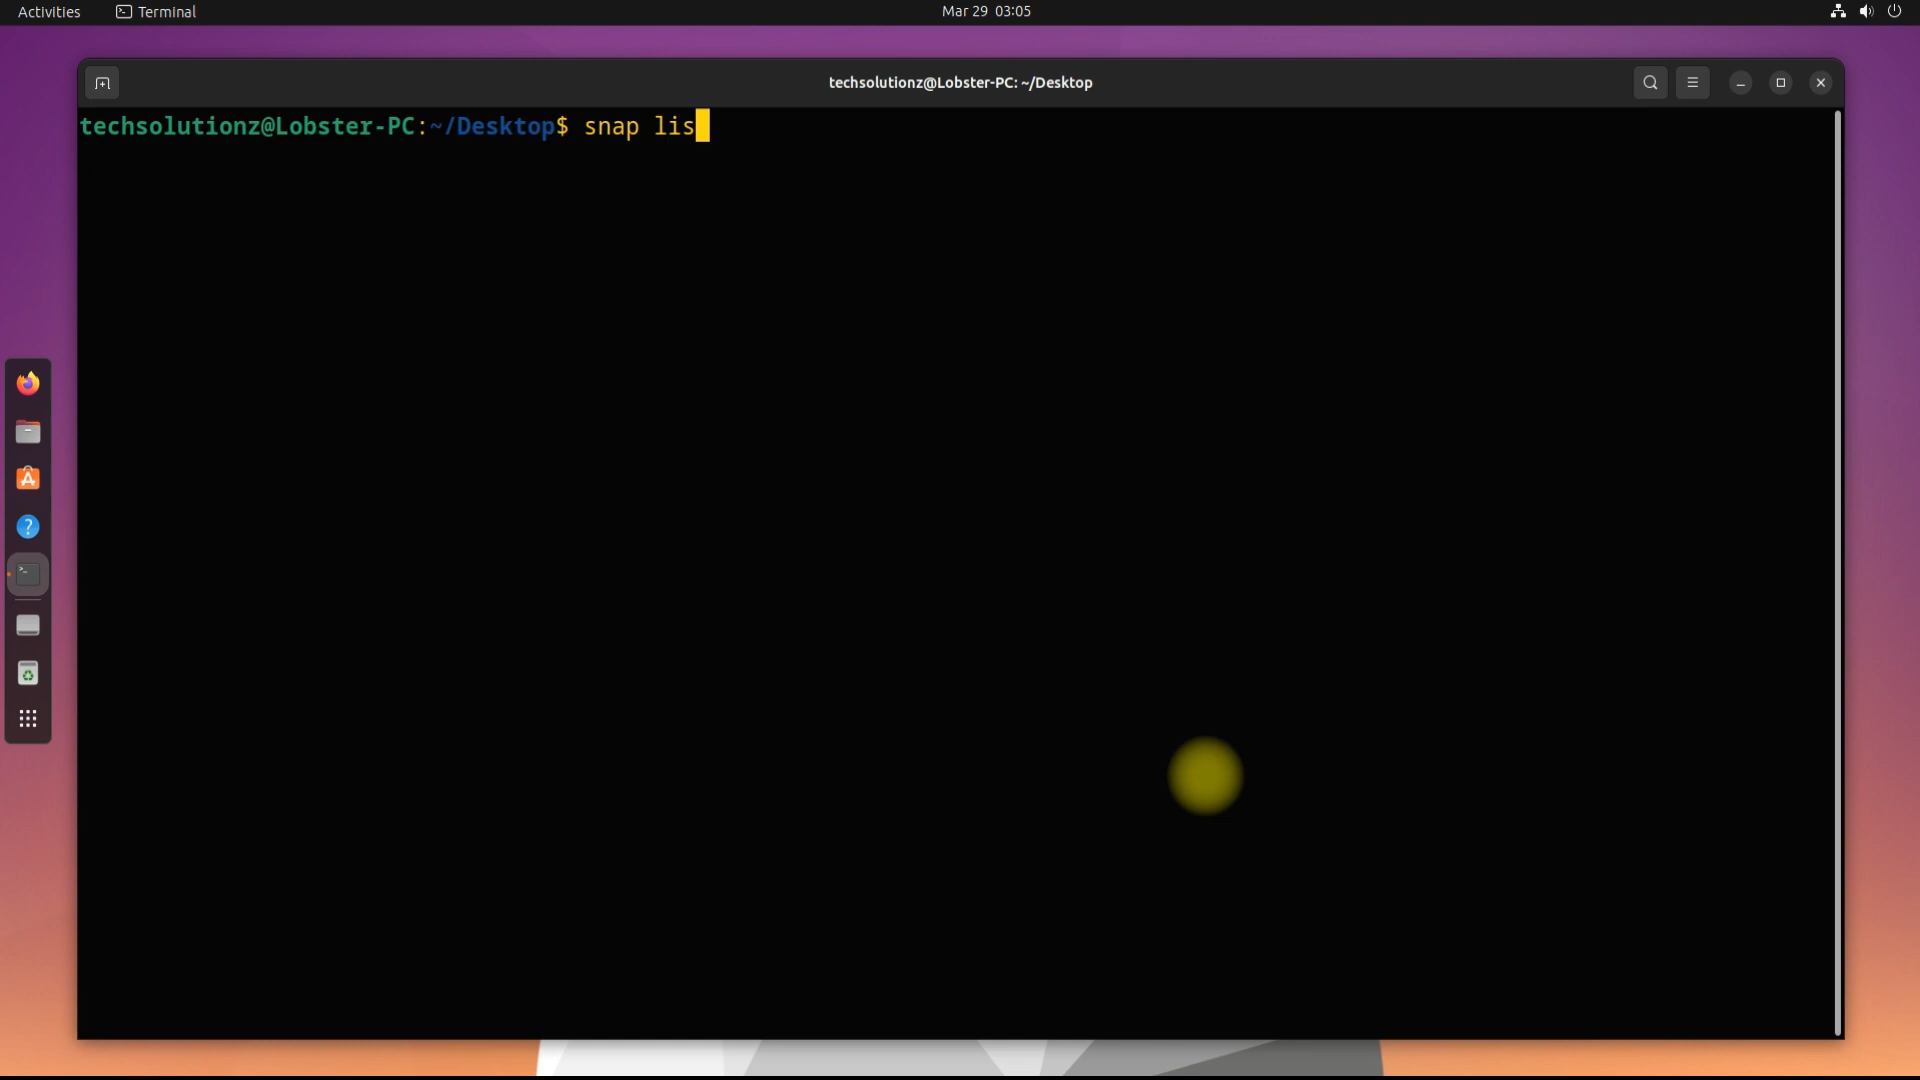 Activities Terminal Mar 29 03:05
techsolutionz@Lobster-PC: ~/Desktop
techsolutionz@Lobster-PC:~/Desktop$ snap lis